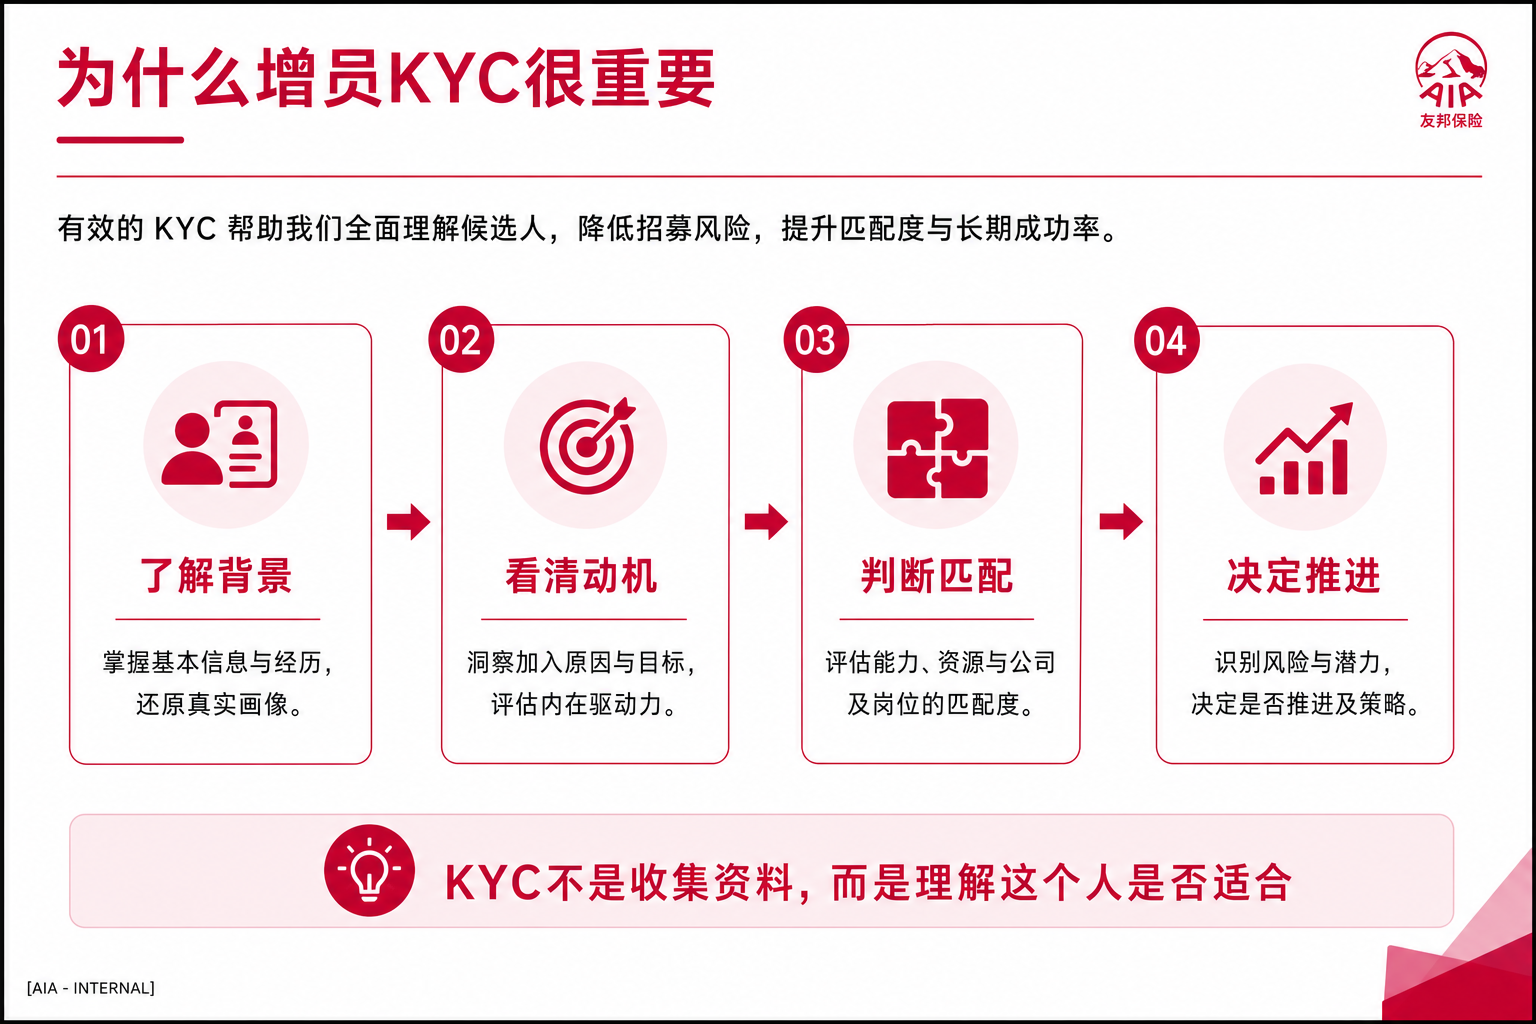 为什么增员KYC很重要
AIA
友邦保险
有效的 KYC 帮助我们全面理解候选人，降低招募风险，提升匹配度与长期成功率。
01
了解背景
掌握基本信息与经历，
还原真实画像。
02
看清动机
洞察加入原因与目标，
评估内在驱动力。
03
判断匹配
评估能力、资源与公司
及岗位的匹配度。
04
决定推进
识别风险与潜力，
决定是否推进及策略。
KYC不是收集资料，而是理解这个人是否适合
[AIA - INTERNAL]